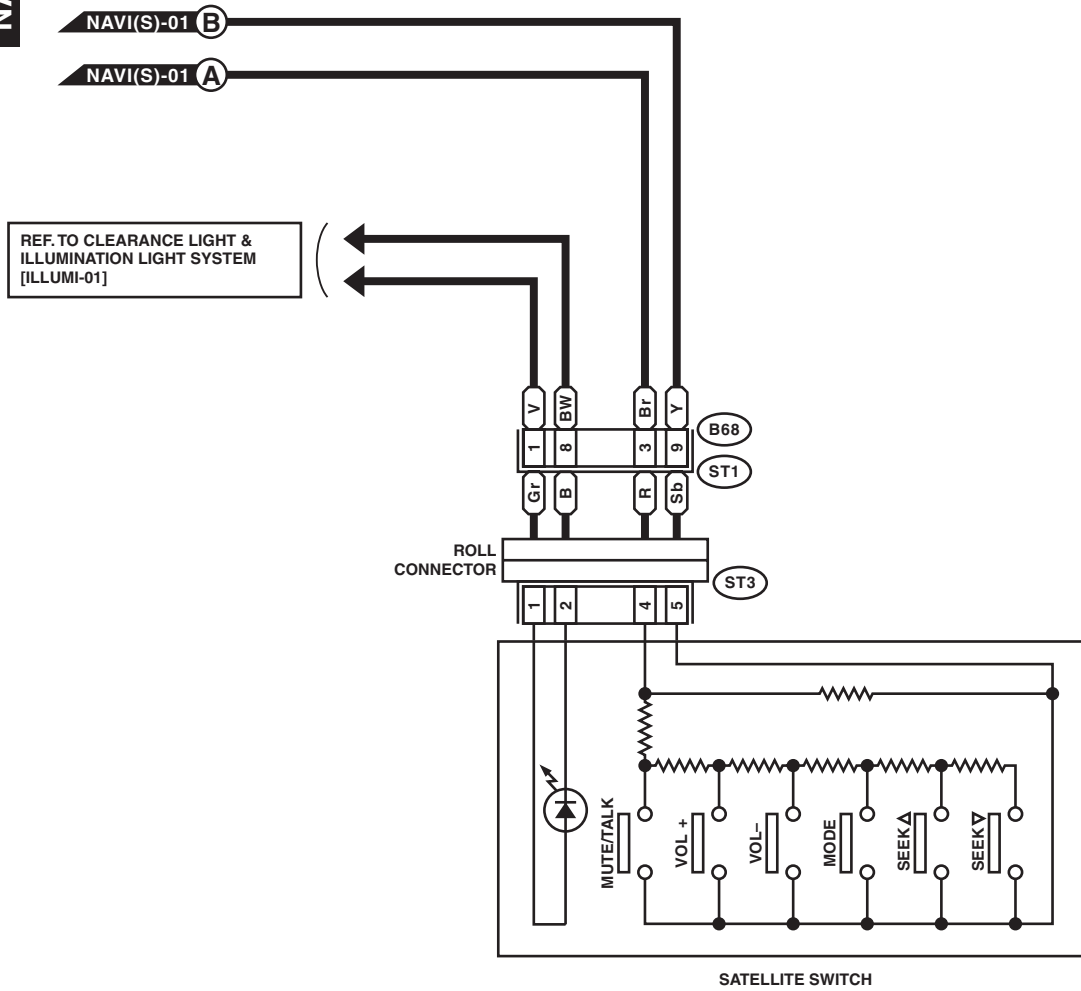 NA
NAVI(S)-01 B
NAVI(S)-01 A
REF. TO CLEARANCE LIGHT &
ILLUMINATION LIGHT SYSTEM
[ILLUMI-01]
V BW Br Y
B68
1 8 3 9
ST1
Gr B R Sb
ROLL
CONNECTOR
ST3
1 2 4 5
MUTE/TALK
VOL +
VOL–
MODE
SEEK △
SEEK ▽
SATELLITE SWITCH